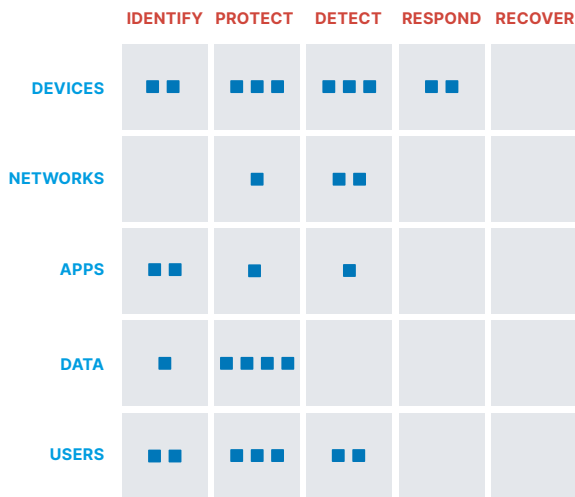 IDENTIFY PROTECT DETECT RESPOND RECOVER
DEVICES
NETWORKS
APPS
DATA
USERS